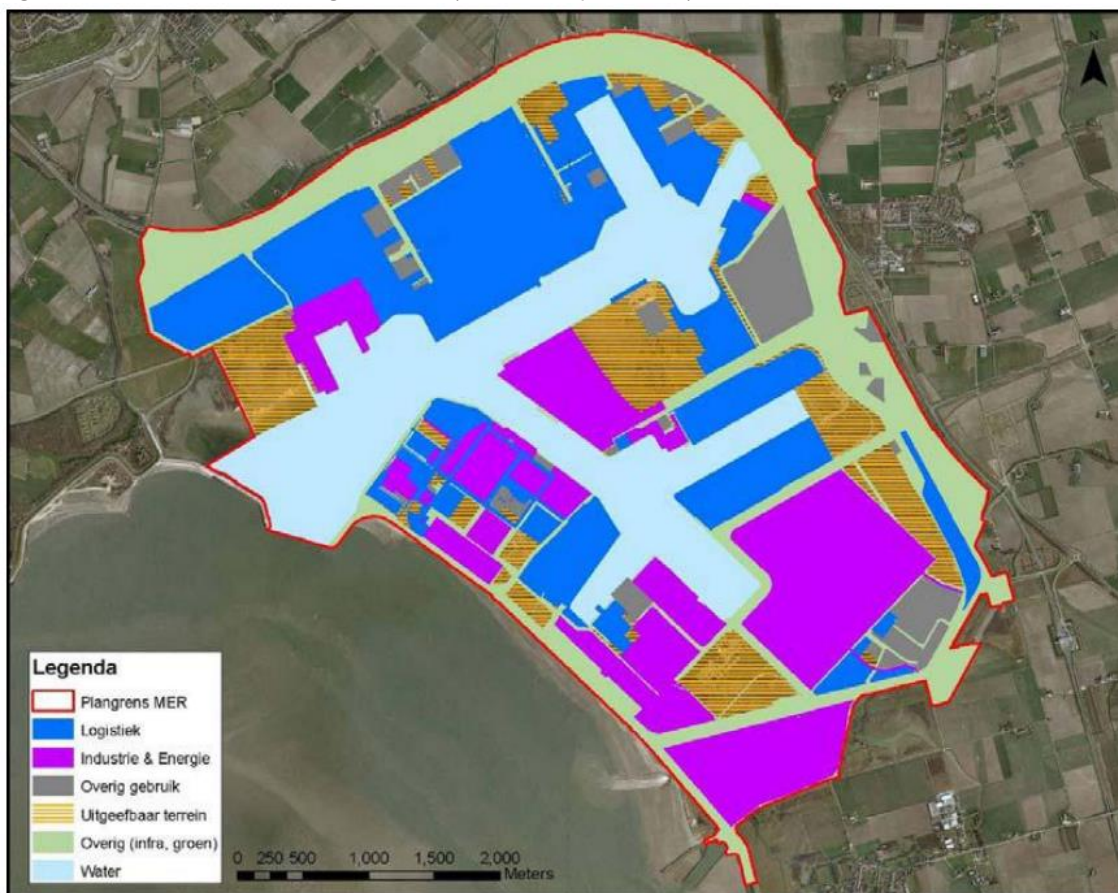 N
Legenda
Plangrens MER
Logistiek
Industrie & Energie
Overig gebruik
Uitgeefbaar terrein
Overig (infra, groen)
Water
0 250 500 1,000 1,500 2,000
Meters